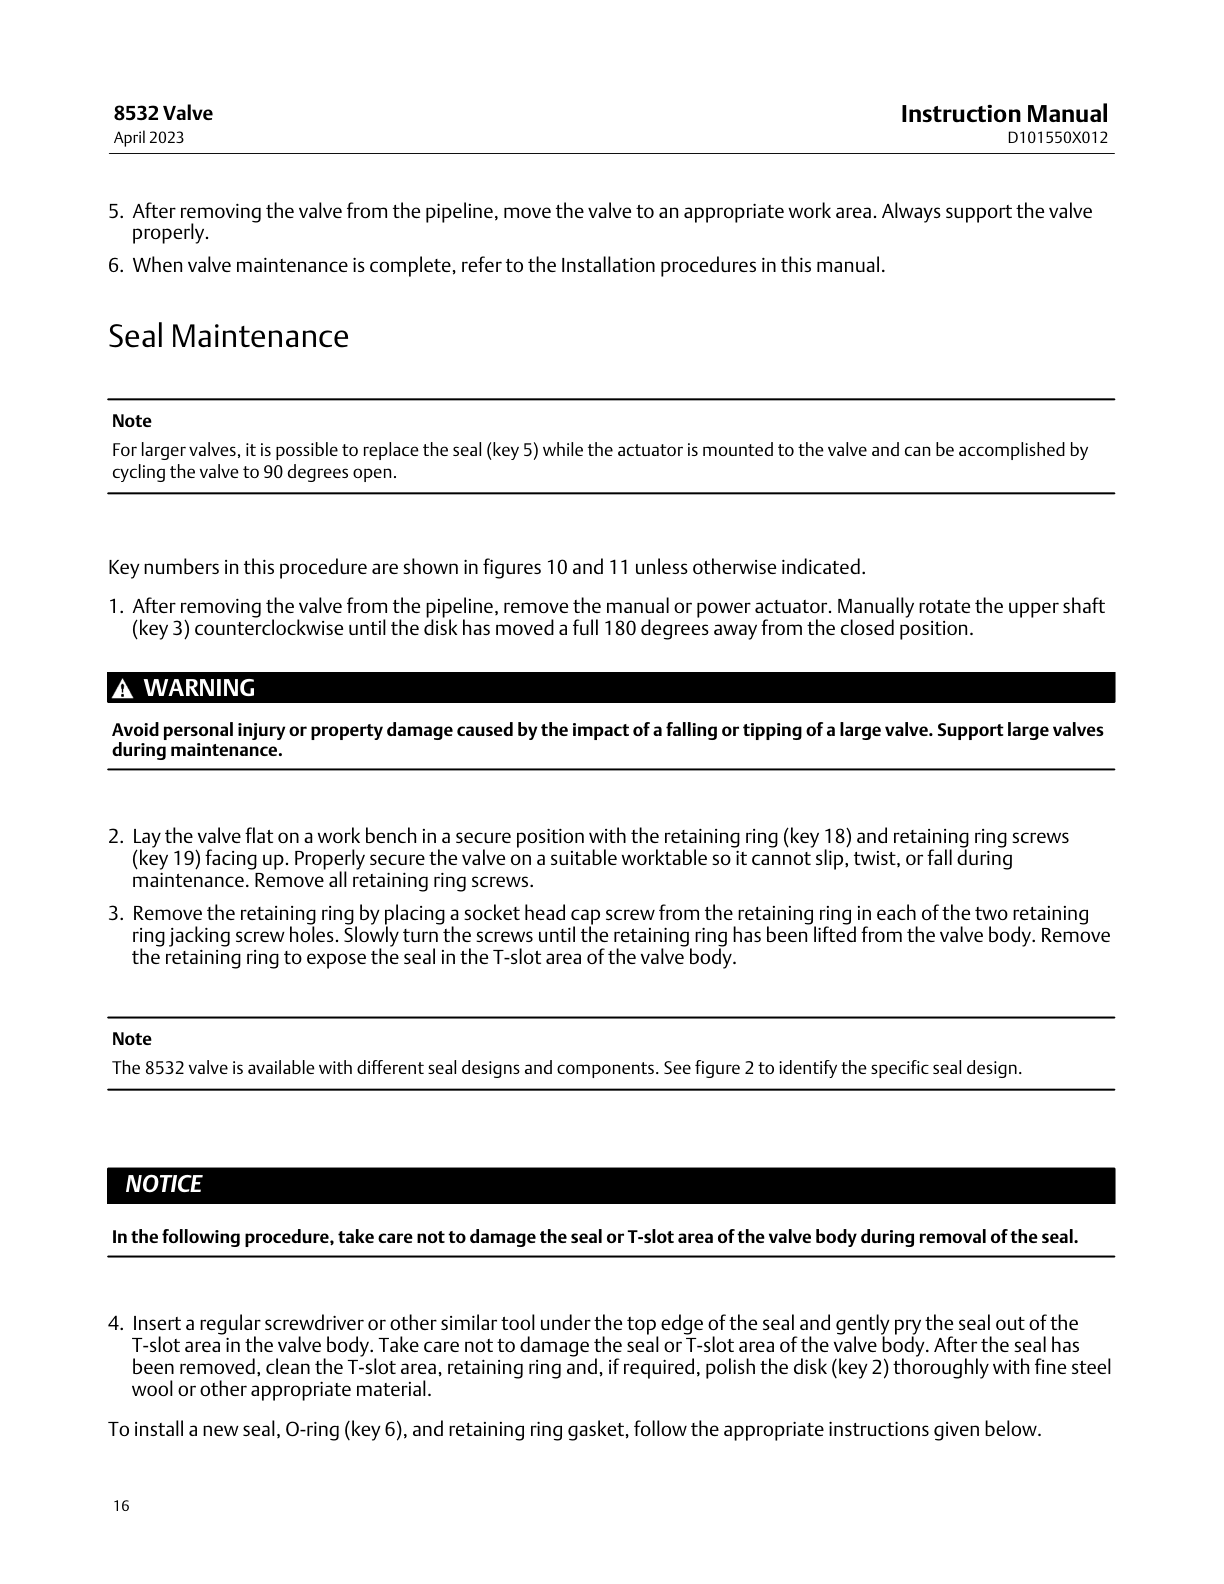 8532 Valve
April 2023
Instruction Manual
D101550X012
5. After removing the valve from the pipeline, move the valve to an appropriate work area. Always support the valve
properly.
6. When valve maintenance is complete, refer to the Installation procedures in this manual.
Seal Maintenance
Note
For larger valves, it is possible to replace the seal (key 5) while the actuator is mounted to the valve and can be accomplished by
cycling the valve to 90 degrees open.
Key numbers in this procedure are shown in figures 10 and 11 unless otherwise indicated.
1. After removing the valve from the pipeline, remove the manual or power actuator. Manually rotate the upper shaft
(key 3) counterclockwise until the disk has moved a full 180 degrees away from the closed position.
WARNING
Avoid personal injury or property damage caused by the impact of a falling or tipping of a large valve. Support large valves
during maintenance.
2. Lay the valve flat on a work bench in a secure position with the retaining ring (key 18) and retaining ring screws
(key 19) facing up. Properly secure the valve on a suitable worktable so it cannot slip, twist, or fall during
maintenance. Remove all retaining ring screws.
3. Remove the retaining ring by placing a socket head cap screw from the retaining ring in each of the two retaining
ring jacking screw holes. Slowly turn the screws until the retaining ring has been lifted from the valve body. Remove
the retaining ring to expose the seal in the T-slot area of the valve body.
Note
The 8532 valve is available with different seal designs and components. See figure 2 to identify the specific seal design.
NOTICE
In the following procedure, take care not to damage the seal or T-slot area of the valve body during removal of the seal.
4. Insert a regular screwdriver or other similar tool under the top edge of the seal and gently pry the seal out of the
T-slot area in the valve body. Take care not to damage the seal or T-slot area of the valve body. After the seal has
been removed, clean the T-slot area, retaining ring and, if required, polish the disk (key 2) thoroughly with fine steel
wool or other appropriate material.
To install a new seal, O-ring (key 6), and retaining ring gasket, follow the appropriate instructions given below.
16